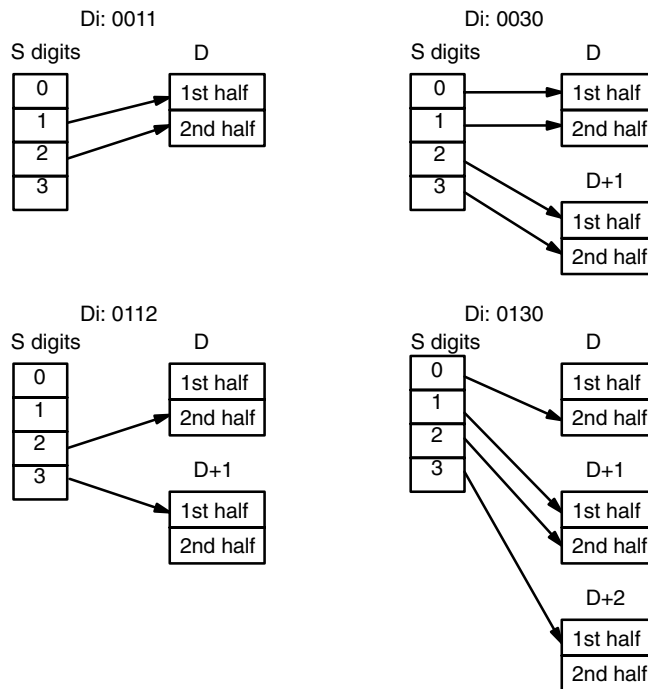 Di: 0011
S digits
D
0
1
2
3
1st half
2nd half
Di: 0030
S digits
D
0
1
2
3
1st half
2nd half
D+1
1st half
2nd half
Di: 0112
S digits
D
0
1
2
3
1st half
2nd half
D+1
1st half
2nd half
Di: 0130
S digits
D
0
1
2
3
1st half
2nd half
D+1
1st half
2nd half
D+2
1st half
2nd half